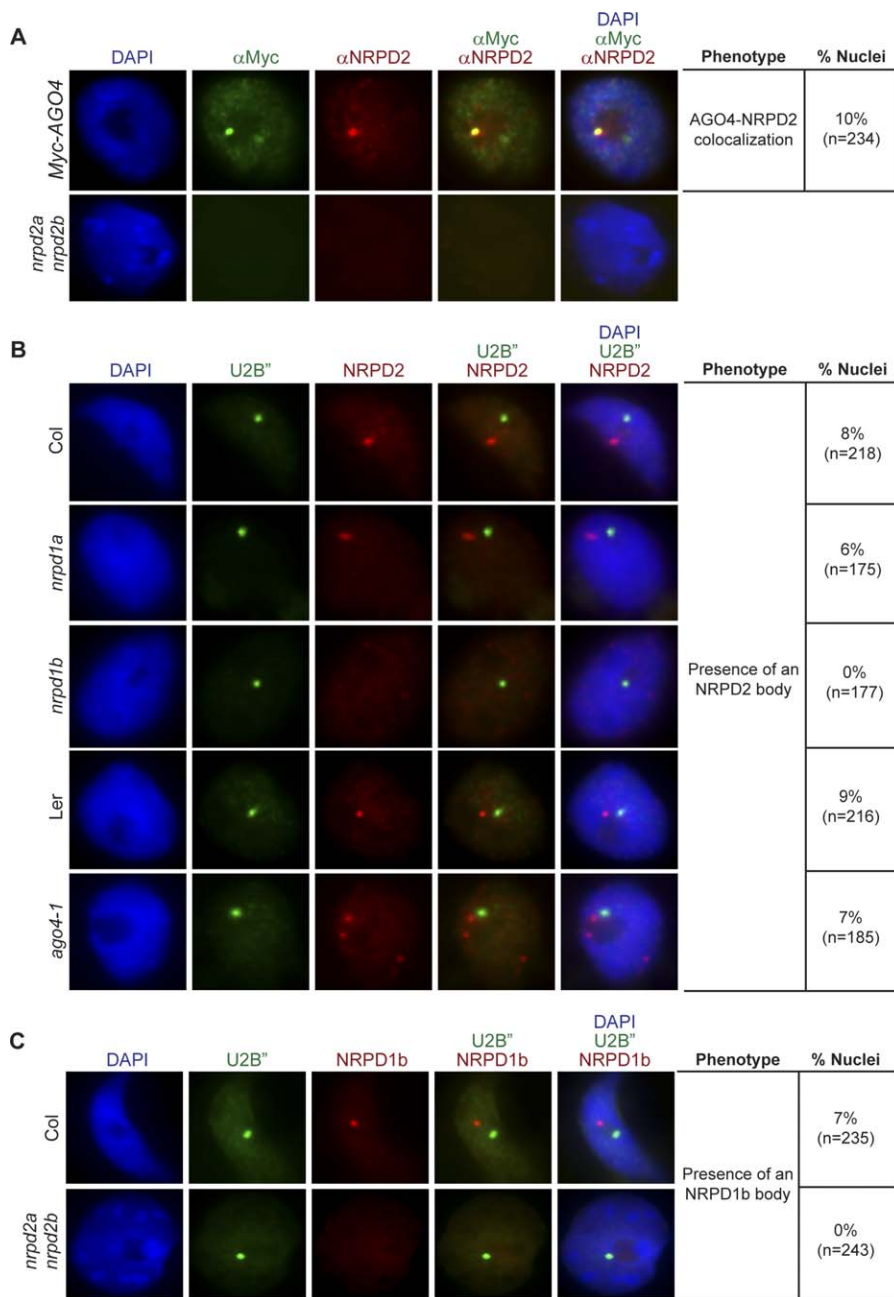 A
DAPI
αMyc
αNRPD2
αMyc
αNRPD2
DAPI
αMyc
αNRPD2
Phenotype
% Nuclei
Myc-AGO4
AGO4-NRPD2
colocalization
10%
(n=234)
nrpd2a
nrpd2b
B
DAPI
U2B”
NRPD2
U2B”
NRPD2
DAPI
U2B”
NRPD2
Phenotype
% Nuclei
Col
8%
(n=218)
nrpd1a
6%
(n=175)
nrpd1b
Presence of an
NRPD2 body
0%
(n=177)
Ler
9%
(n=216)
ago4-1
7%
(n=185)
C
DAPI
U2B”
NRPD1b
U2B”
NRPD1b
DAPI
U2B”
NRPD1b
Phenotype
% Nuclei
Col
7%
(n=235)
Presence of an
NRPD1b body
nrpd2a
nrpd2b
0%
(n=243)